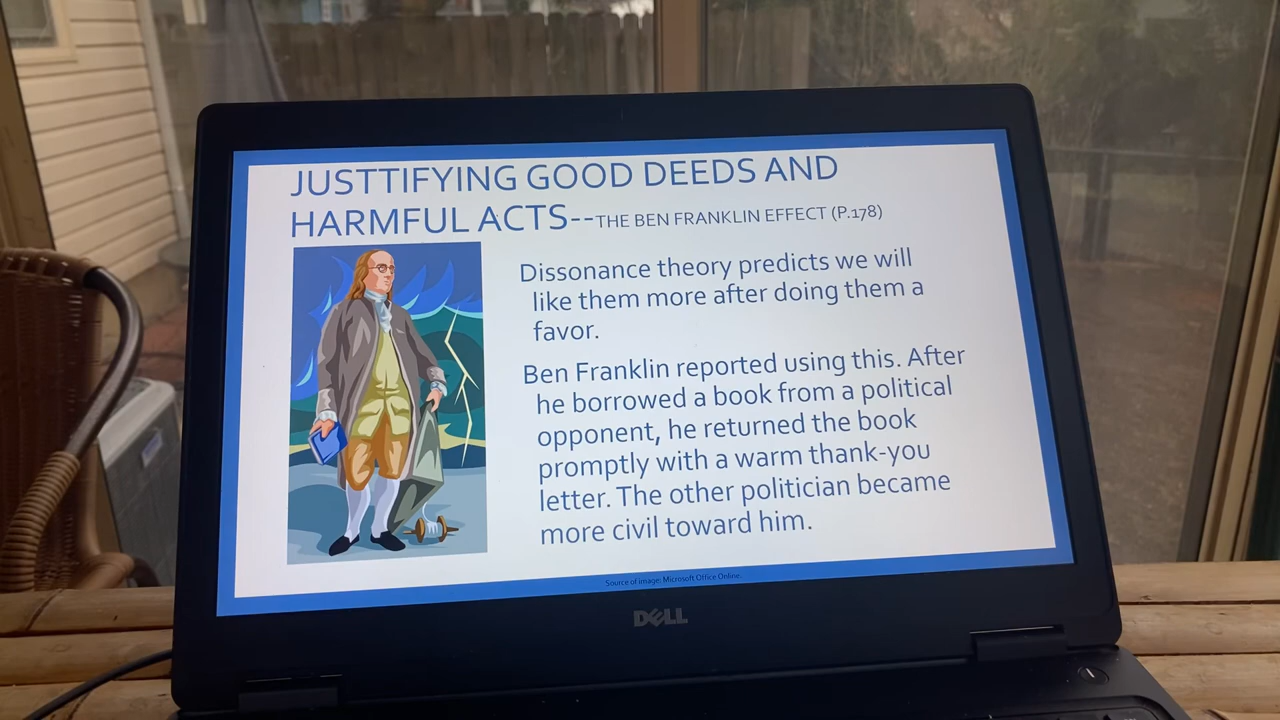 JUSTTIFYING GOOD DEEDS AND
HARMFUL ACTS--THE BEN FRANKLIN EFFECT (P.178)
Dissonance theory predicts we will
like them more after doing them a
favor.
Ben Franklin reported using this. After
he borrowed a book from a political
opponent, he returned the book
promptly with a warm thank-you
letter. The other politician became
more civil toward him.
Source of image: Microsoft Office Online.
DELL